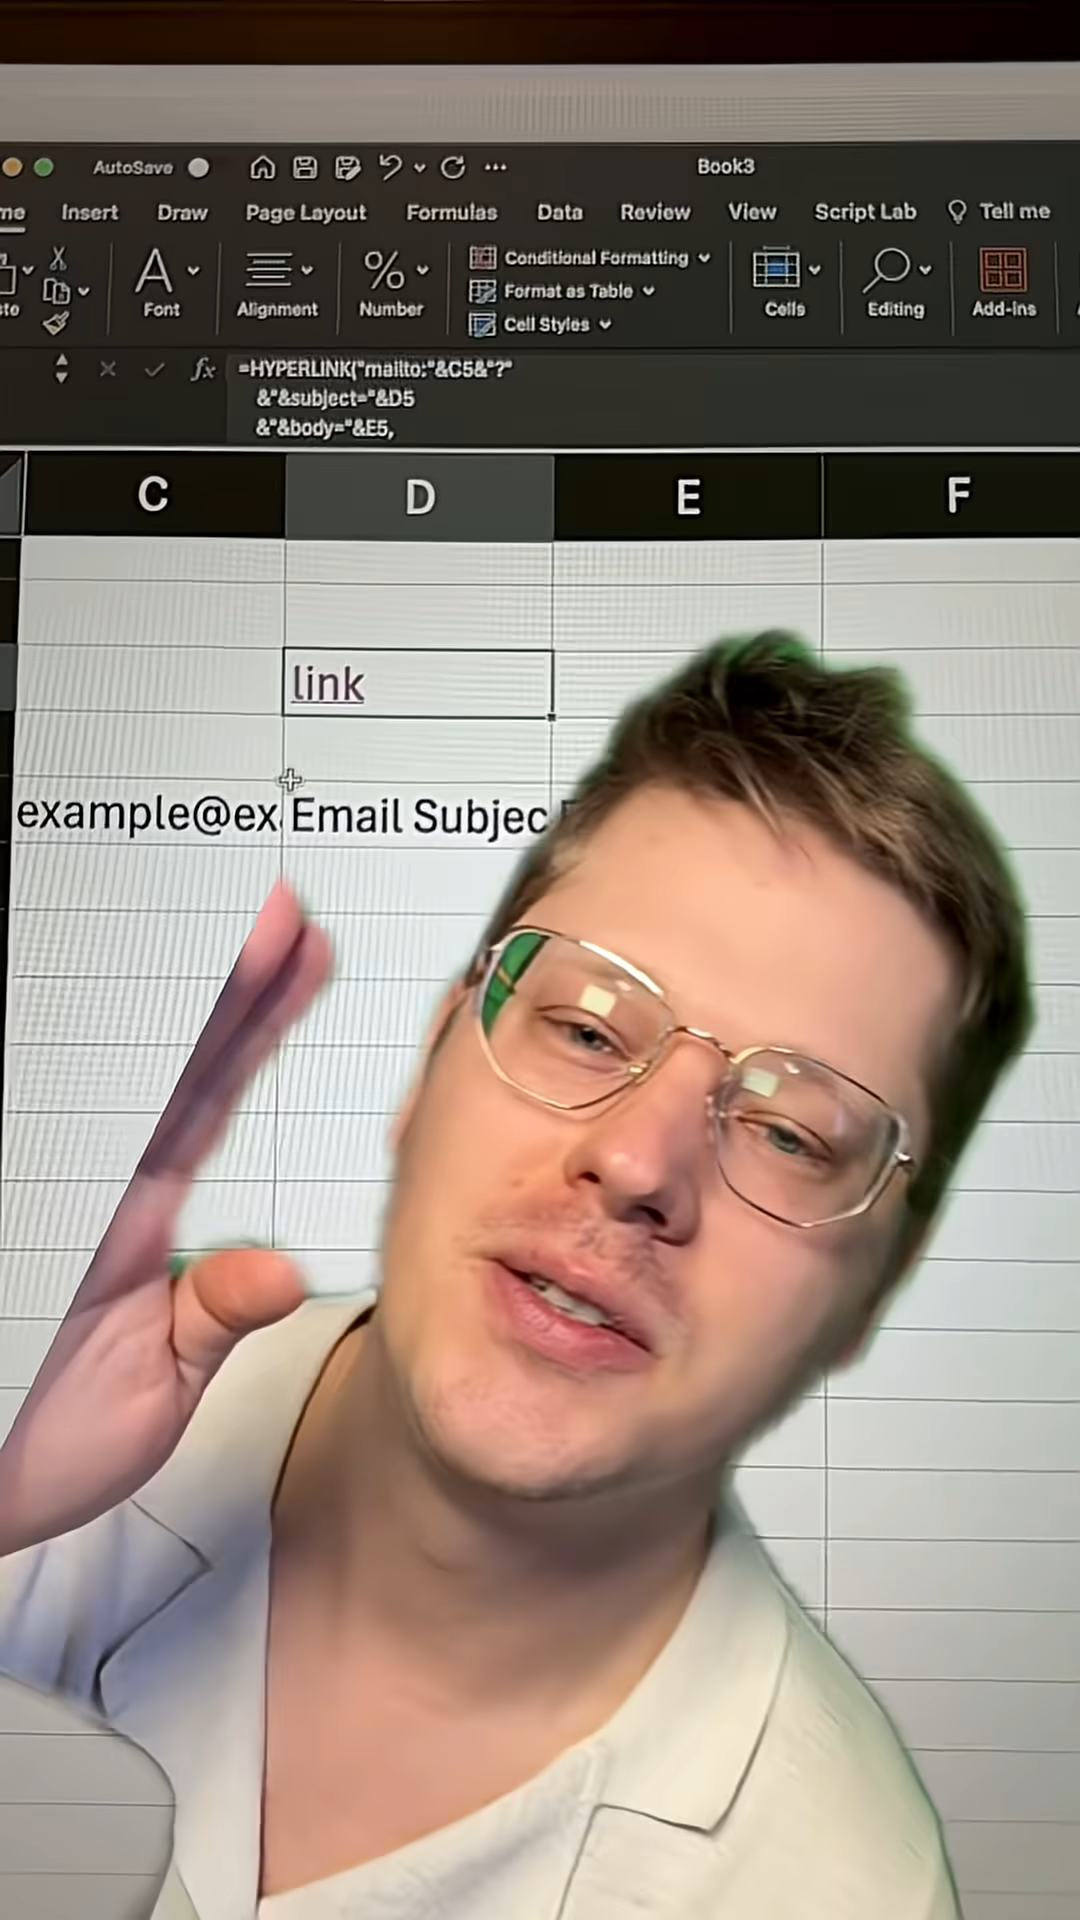 AutoSave
Book3
Insert Draw Page Layout Formulas Data Review View Script Lab Tell me
Font
Alignment
%
Number
Conditional Formatting
Format as Table
Cell Styles
Cells
Editing
Add-ins
fx =HYPERLINK("mailto:"&C5&"?"
&"&subject="&D5
&"&body="&E5,
C D E F
link
example@ex Email Subjec